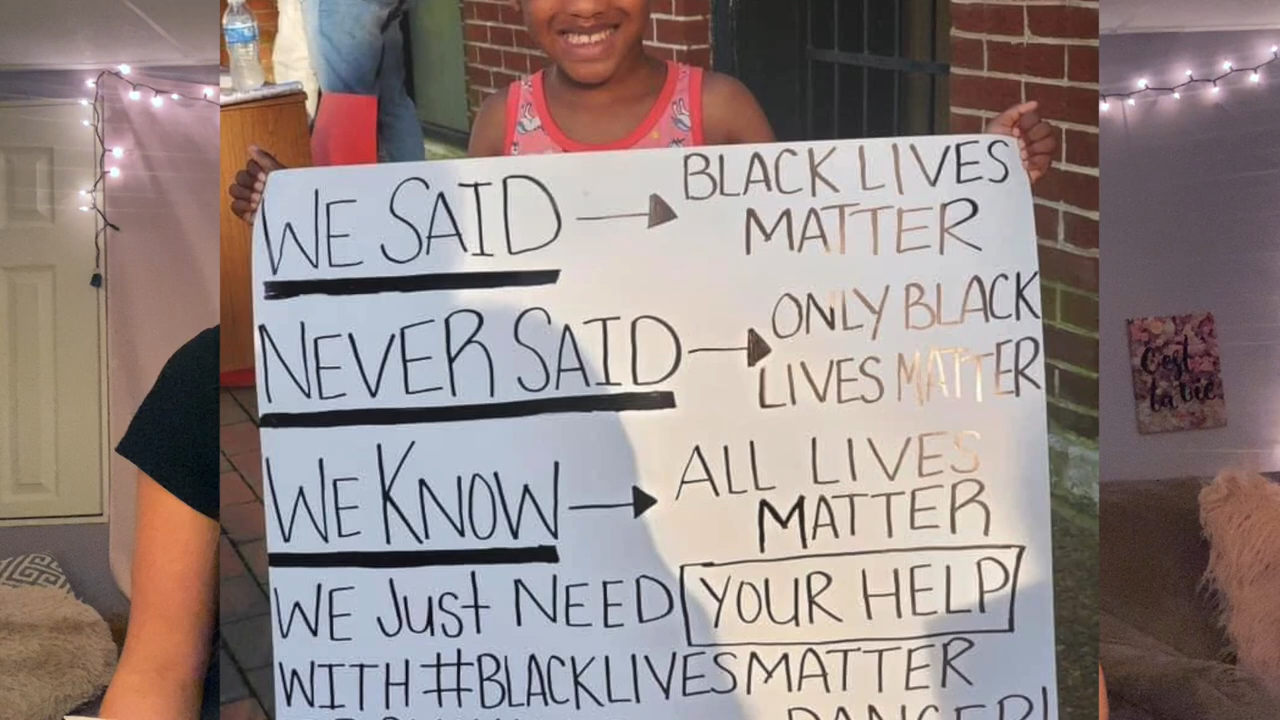 WE SAID → BLACK LIVES
MATTER
NEVER SAID → ONLY BLACK
LIVES MATTER
WE KNOW → ALL LIVES
MATTER
WE JUST NEED YOUR HELP
WITH #BLACKLIVESMATTER
DANGER!
C'est
la vie